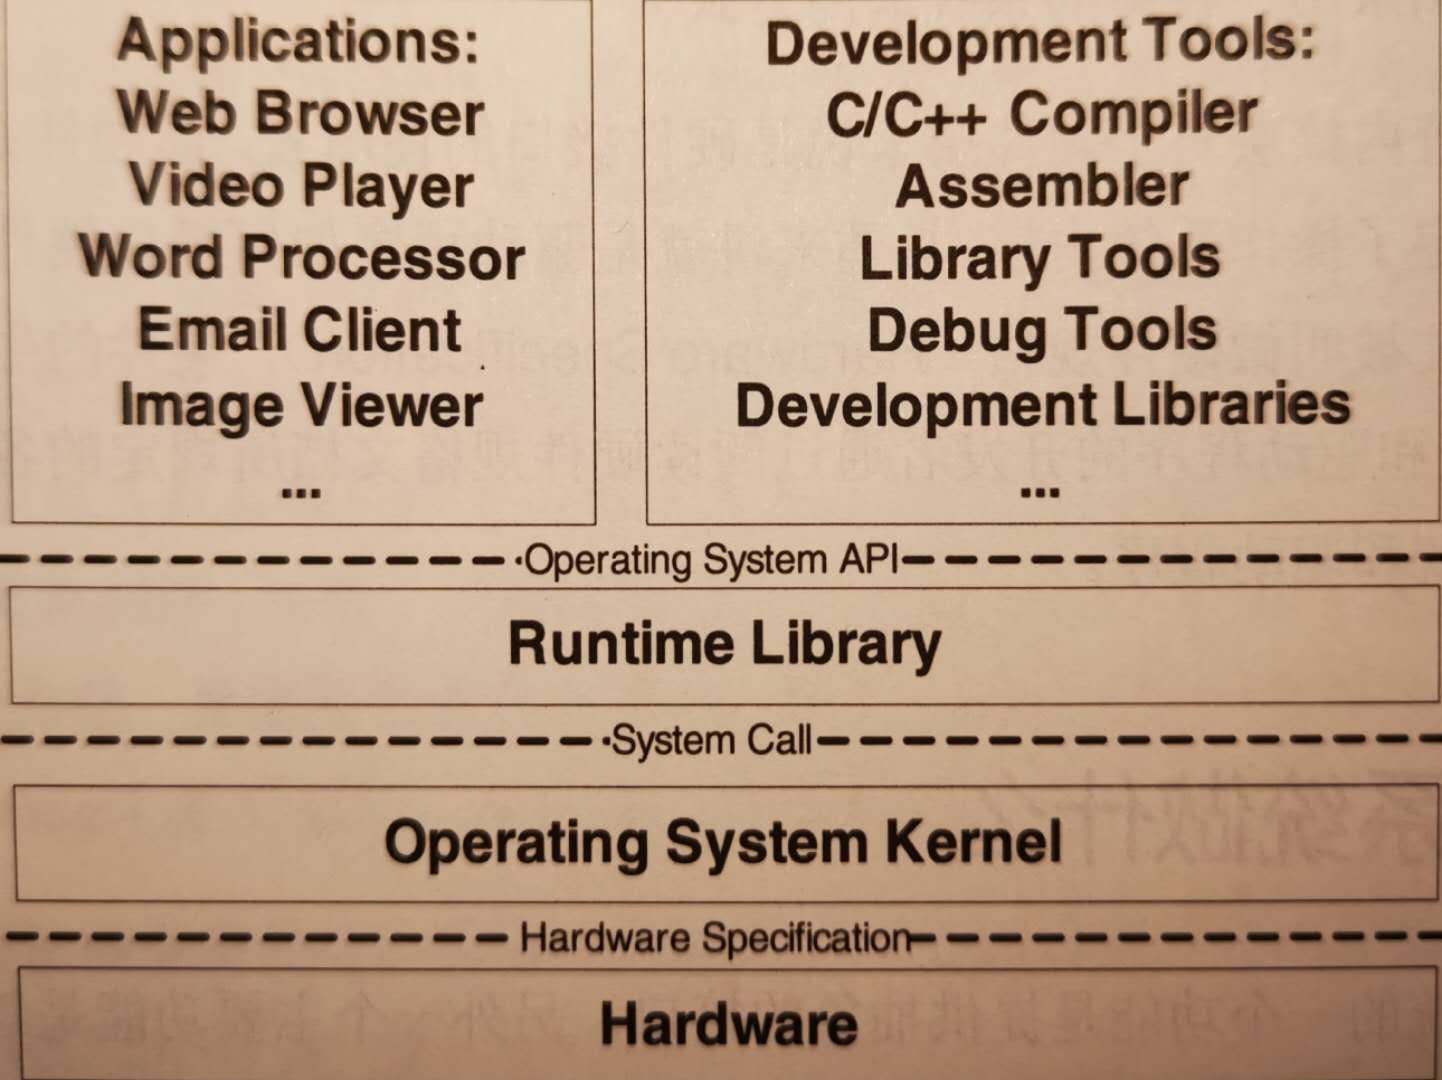 Applications:
Web Browser
Video Player
Word Processor
Email Client
Image Viewer
...
Development Tools:
C/C++ Compiler
Assembler
Library Tools
Debug Tools
Development Libraries
...
Operating System API
Runtime Library
System Call
Operating System Kernel
Hardware Specification
Hardware